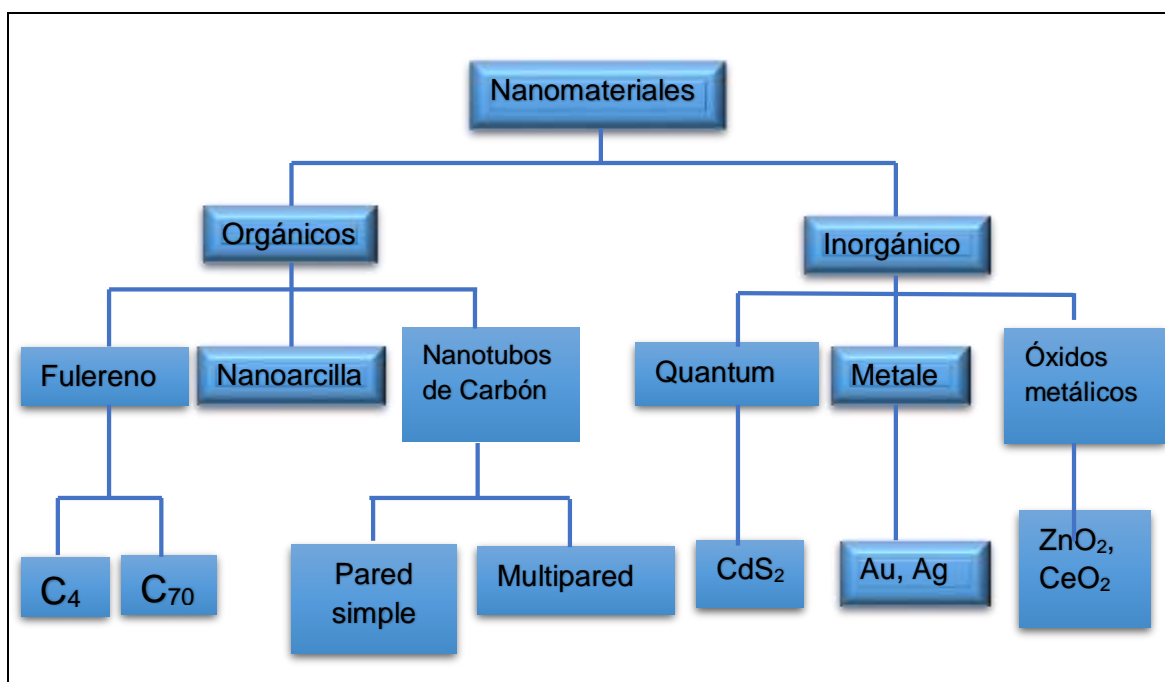 Nanomateriales
Orgánicos
Inorgánico
Fulereno
Nanoarcilla
Nanotubos
de Carbón
Quantum
Metale
Óxidos
metálicos
C₄
C₇₀
Pared
simple
Multipared
CdS₂
Au, Ag
ZnO₂,
CeO₂